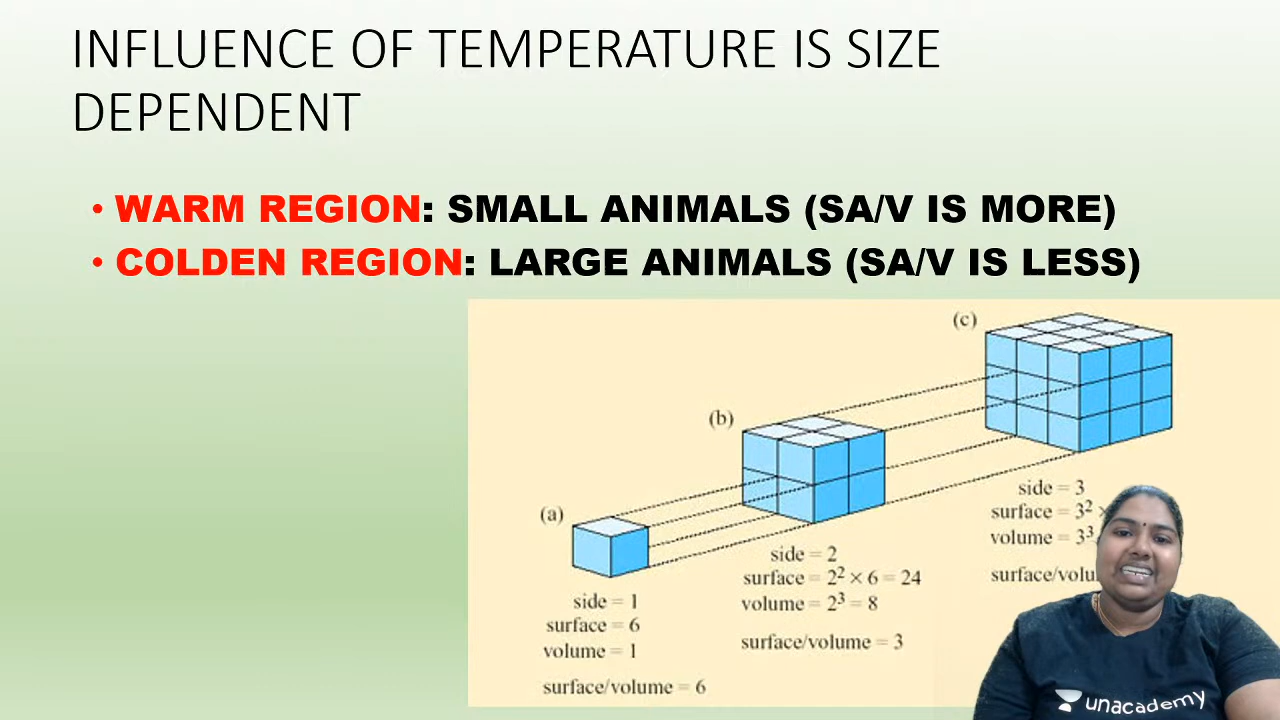 INFLUENCE OF TEMPERATURE IS SIZE
DEPENDENT
• WARM REGION: SMALL ANIMALS (SA/V IS MORE)
• COLDEN REGION: LARGE ANIMALS (SA/V IS LESS)
(c)
(b)
(a)
side = 3
surface = 3²
volume = 3³
side = 2
surface = 2² × 6 = 24
volume = 2³ = 8
surface/volume = 3
side = 1
surface = 6
volume = 1
surface/volume = 6
unacademy